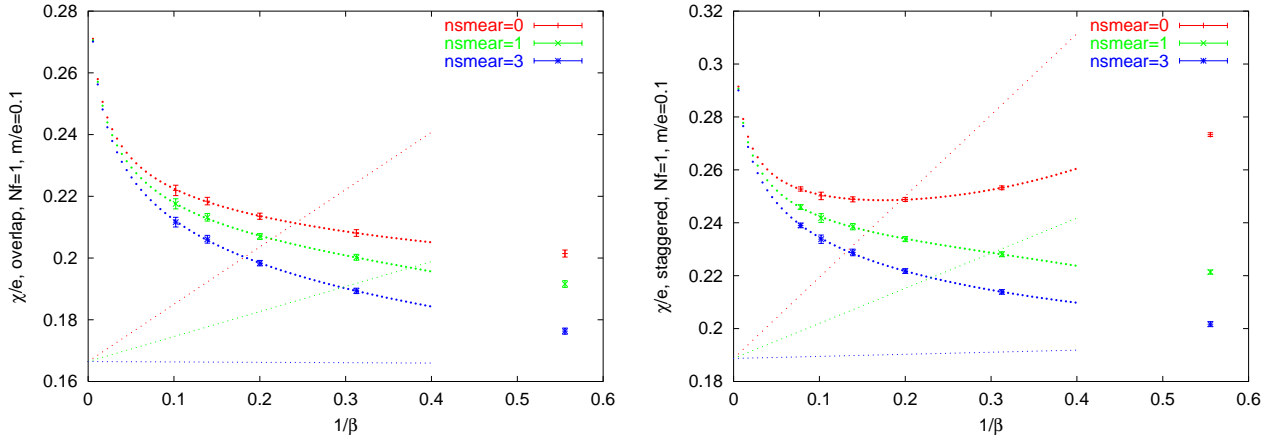 χ/e, overlap, Nf=1, m/e=0.1
0.28
0.26
0.24
0.22
0.2
0.18
0.16
nsmear=0
nsmear=1
nsmear=3
0 0.1 0.2 0.3 0.4 0.5 0.6
1/β
χ/e, staggered, Nf=1, m/e=0.1
0.32
0.3
0.28
0.26
0.24
0.22
0.2
0.18
nsmear=0
nsmear=1
nsmear=3
0 0.1 0.2 0.3 0.4 0.5 0.6
1/β